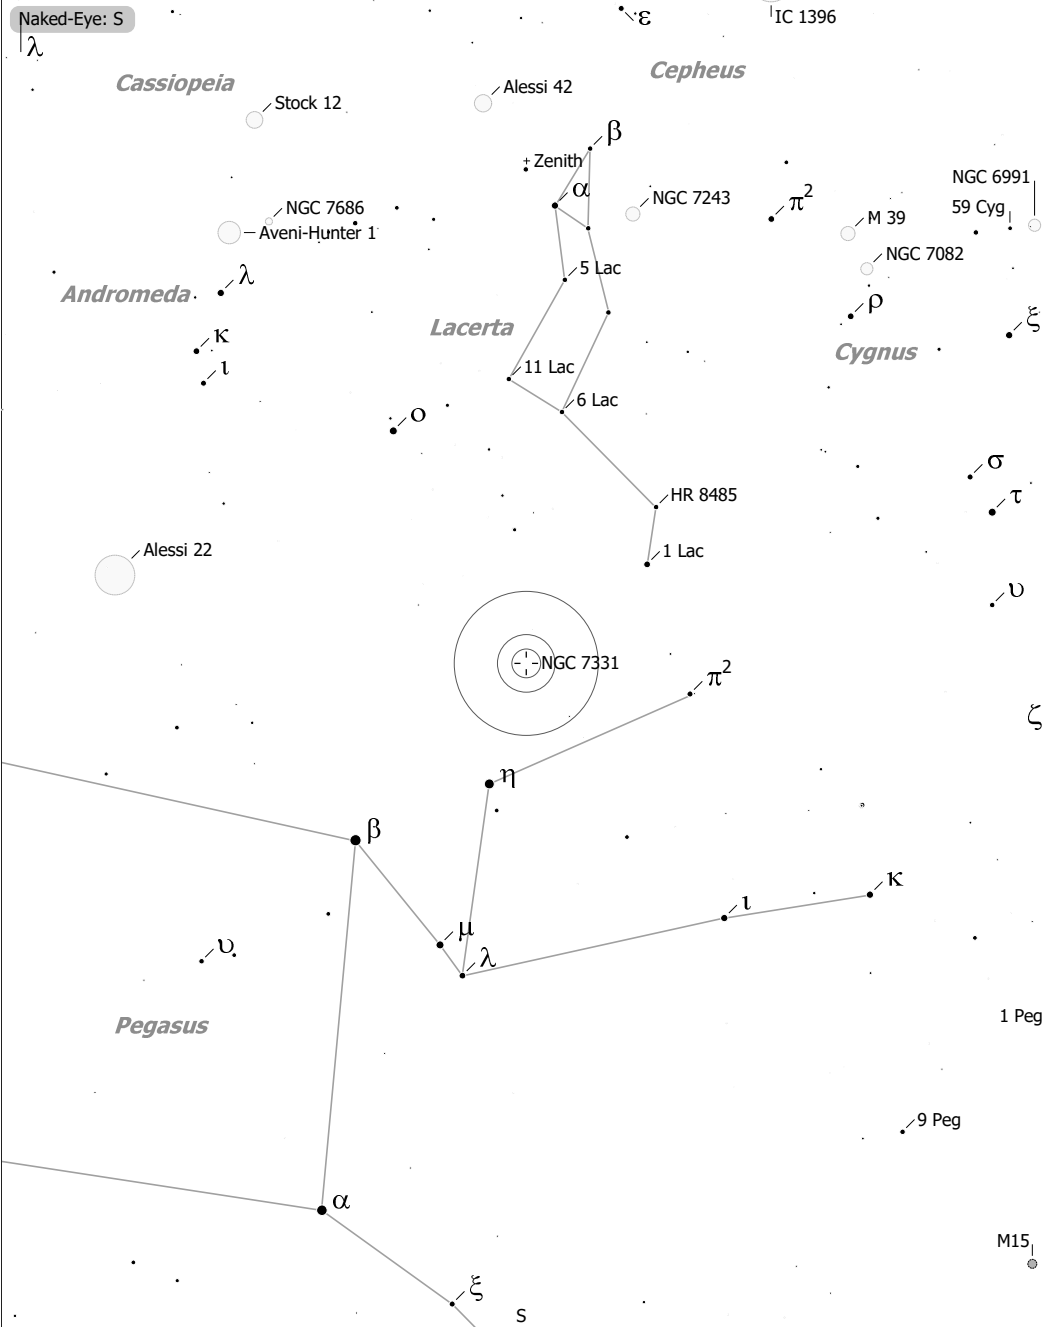 Naked-Eye: S
ε
IC 1396
λ
Cassiopeia
Cepheus
Alessi 42
Stock 12
β
+ Zenith
NGC 6991
α
π2
NGC 7243
NGC 7686
59 Cyg
M 39
Aveni-Hunter 1
NGC 7082
5 Lac
λ
Andromeda
ρ
ξ
Lacerta
κ
Cygnus
ι
11 Lac
6 Lac
ο
σ
HR 8485
τ
Alessi 22
1 Lac
υ
NGC 7331
π2
ζ
η
β
κ
ι
μ
υ
λ
Pegasus
1 Peg
9 Peg
α
M15
ξ
S